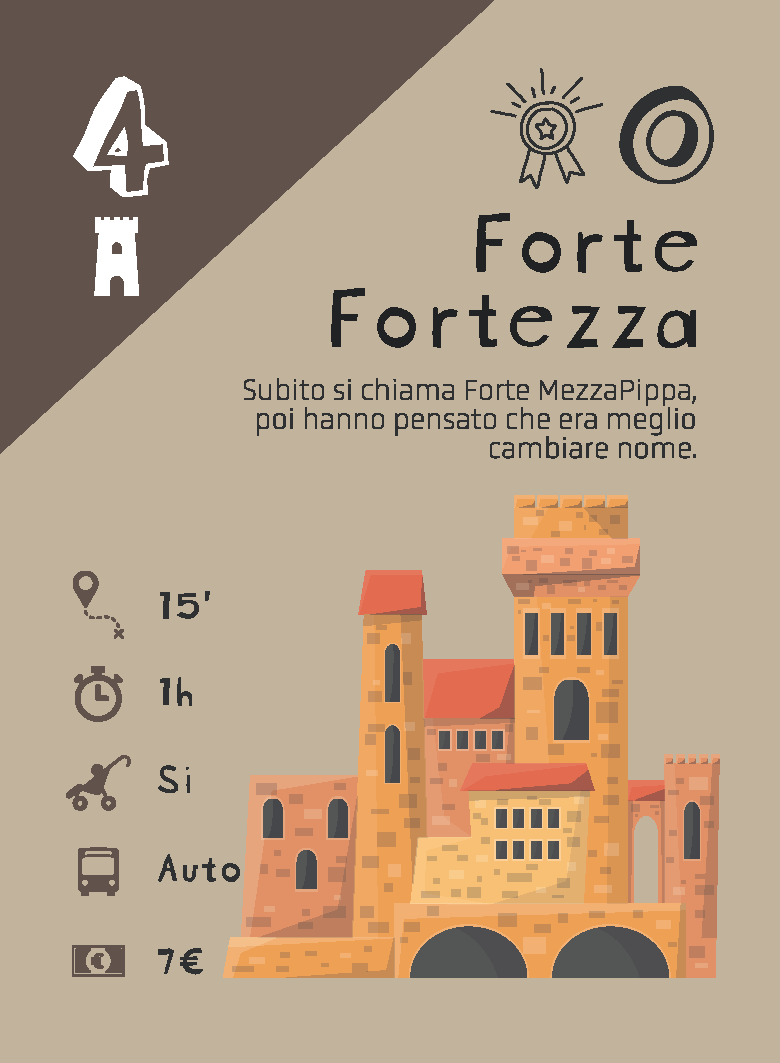 4
0
Forte
Fortezza
Subito si chiama Forte MezzaPippa,
poi hanno pensato che era meglio
cambiare nome.
15'
1h
Si
Auto
7€